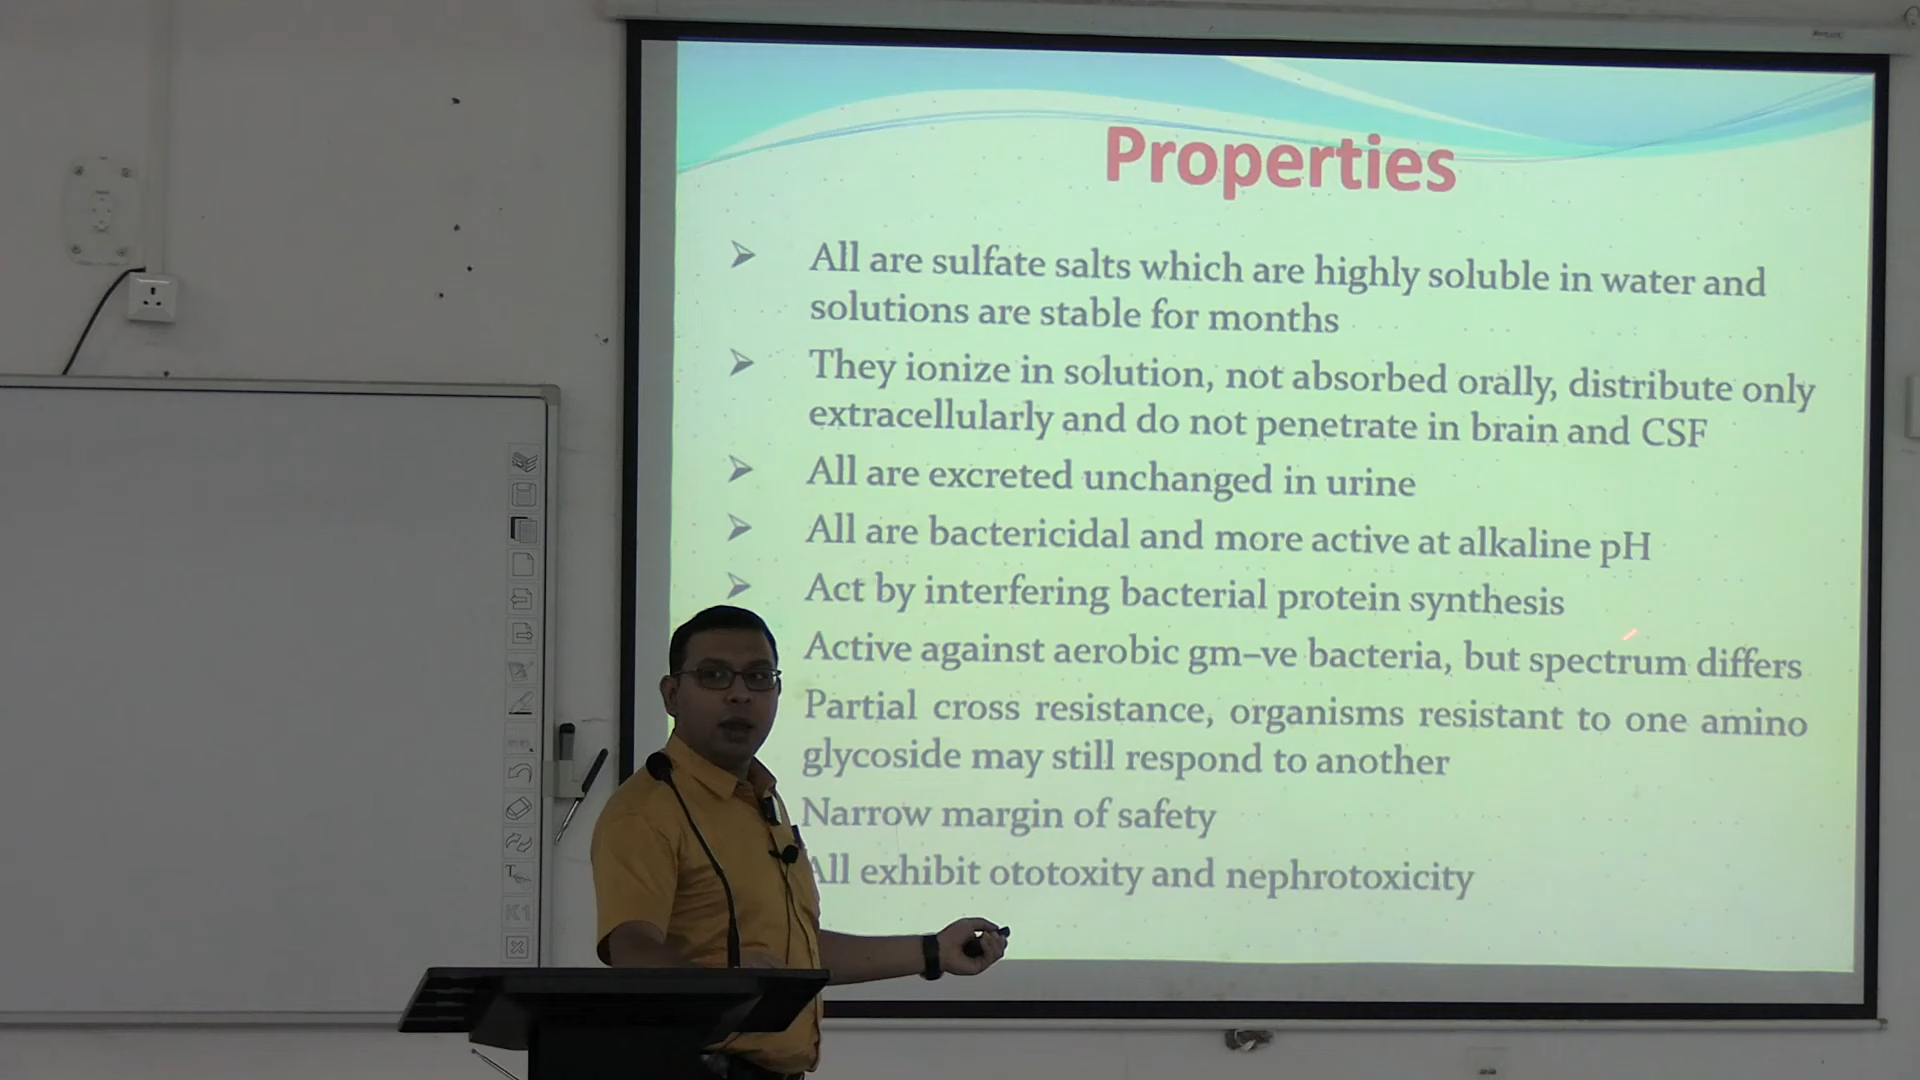 Properties
All are sulfate salts which are highly soluble in water and
solutions are stable for months
They ionize in solution, not absorbed orally, distribute only
extracellularly and do not penetrate in brain and CSF
All are excreted unchanged in urine
All are bactericidal and more active at alkaline pH
Act by interfering bacterial protein synthesis
Active against aerobic gm–ve bacteria, but spectrum differs
Partial cross resistance, organisms resistant to one amino
glycoside may still respond to another
Narrow margin of safety
All exhibit ototoxity and nephrotoxicity
K1